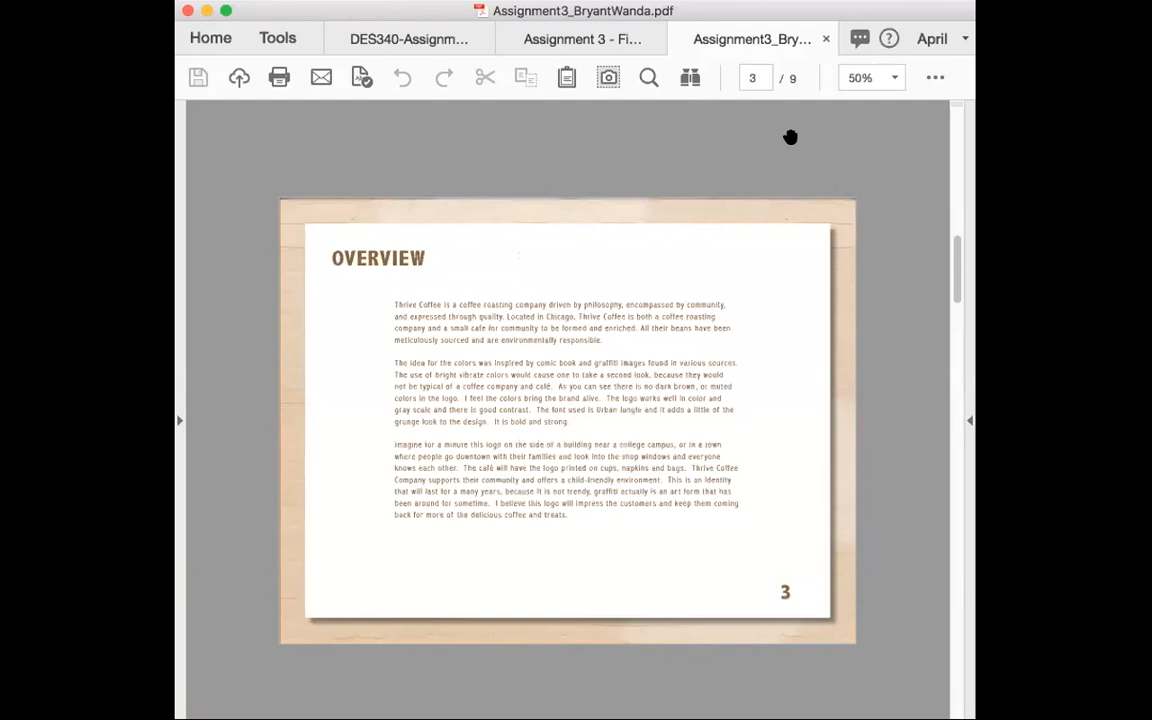 Assignment3_BryantWanda.pdf
Home Tools DES340-Assignm... Assignment 3 - Fi... Assignment3_Bry... × April
3 / 9 50%
OVERVIEW
Thrive Coffee is a coffee roasting company driven by philosophy, encompassed by community,
and expressed through quality. Located in Chicago, Thrive Coffee is both a coffee roasting
company and a small cafe for community to be formed and enriched. All their beans have been
meticulously sourced and are environmentally responsible.
The idea for the colors was inspired by comic book and graffiti images found in various sources.
The use of bright vibrate colors would cause one to take a second look, because they would
not be typical of a coffee company and café. As you can see there is no dark brown, or muted
colors in the logo. I feel the colors bring the brand alive. The logo works well in color and
gray scale and there is good contrast. The font used is Urban Jungle and it adds a little of the
grunge look to the design. It is bold and strong.
Imagine for a minute this logo on the side of a building near a college campus, or in a town
where people go downtown with their families and look into the shop windows and everyone
knows each other. The café will have the logo printed on cups, napkins and bags. Thrive Coffee
Company supports their community and offers a child-friendly environment. This is an identity
that will last for a many years, because it is not trendy, graffiti actually is an art form that has
been around for sometime. I believe this logo will impress the customers and keep them coming
back for more of the delicious coffee and treats.
3